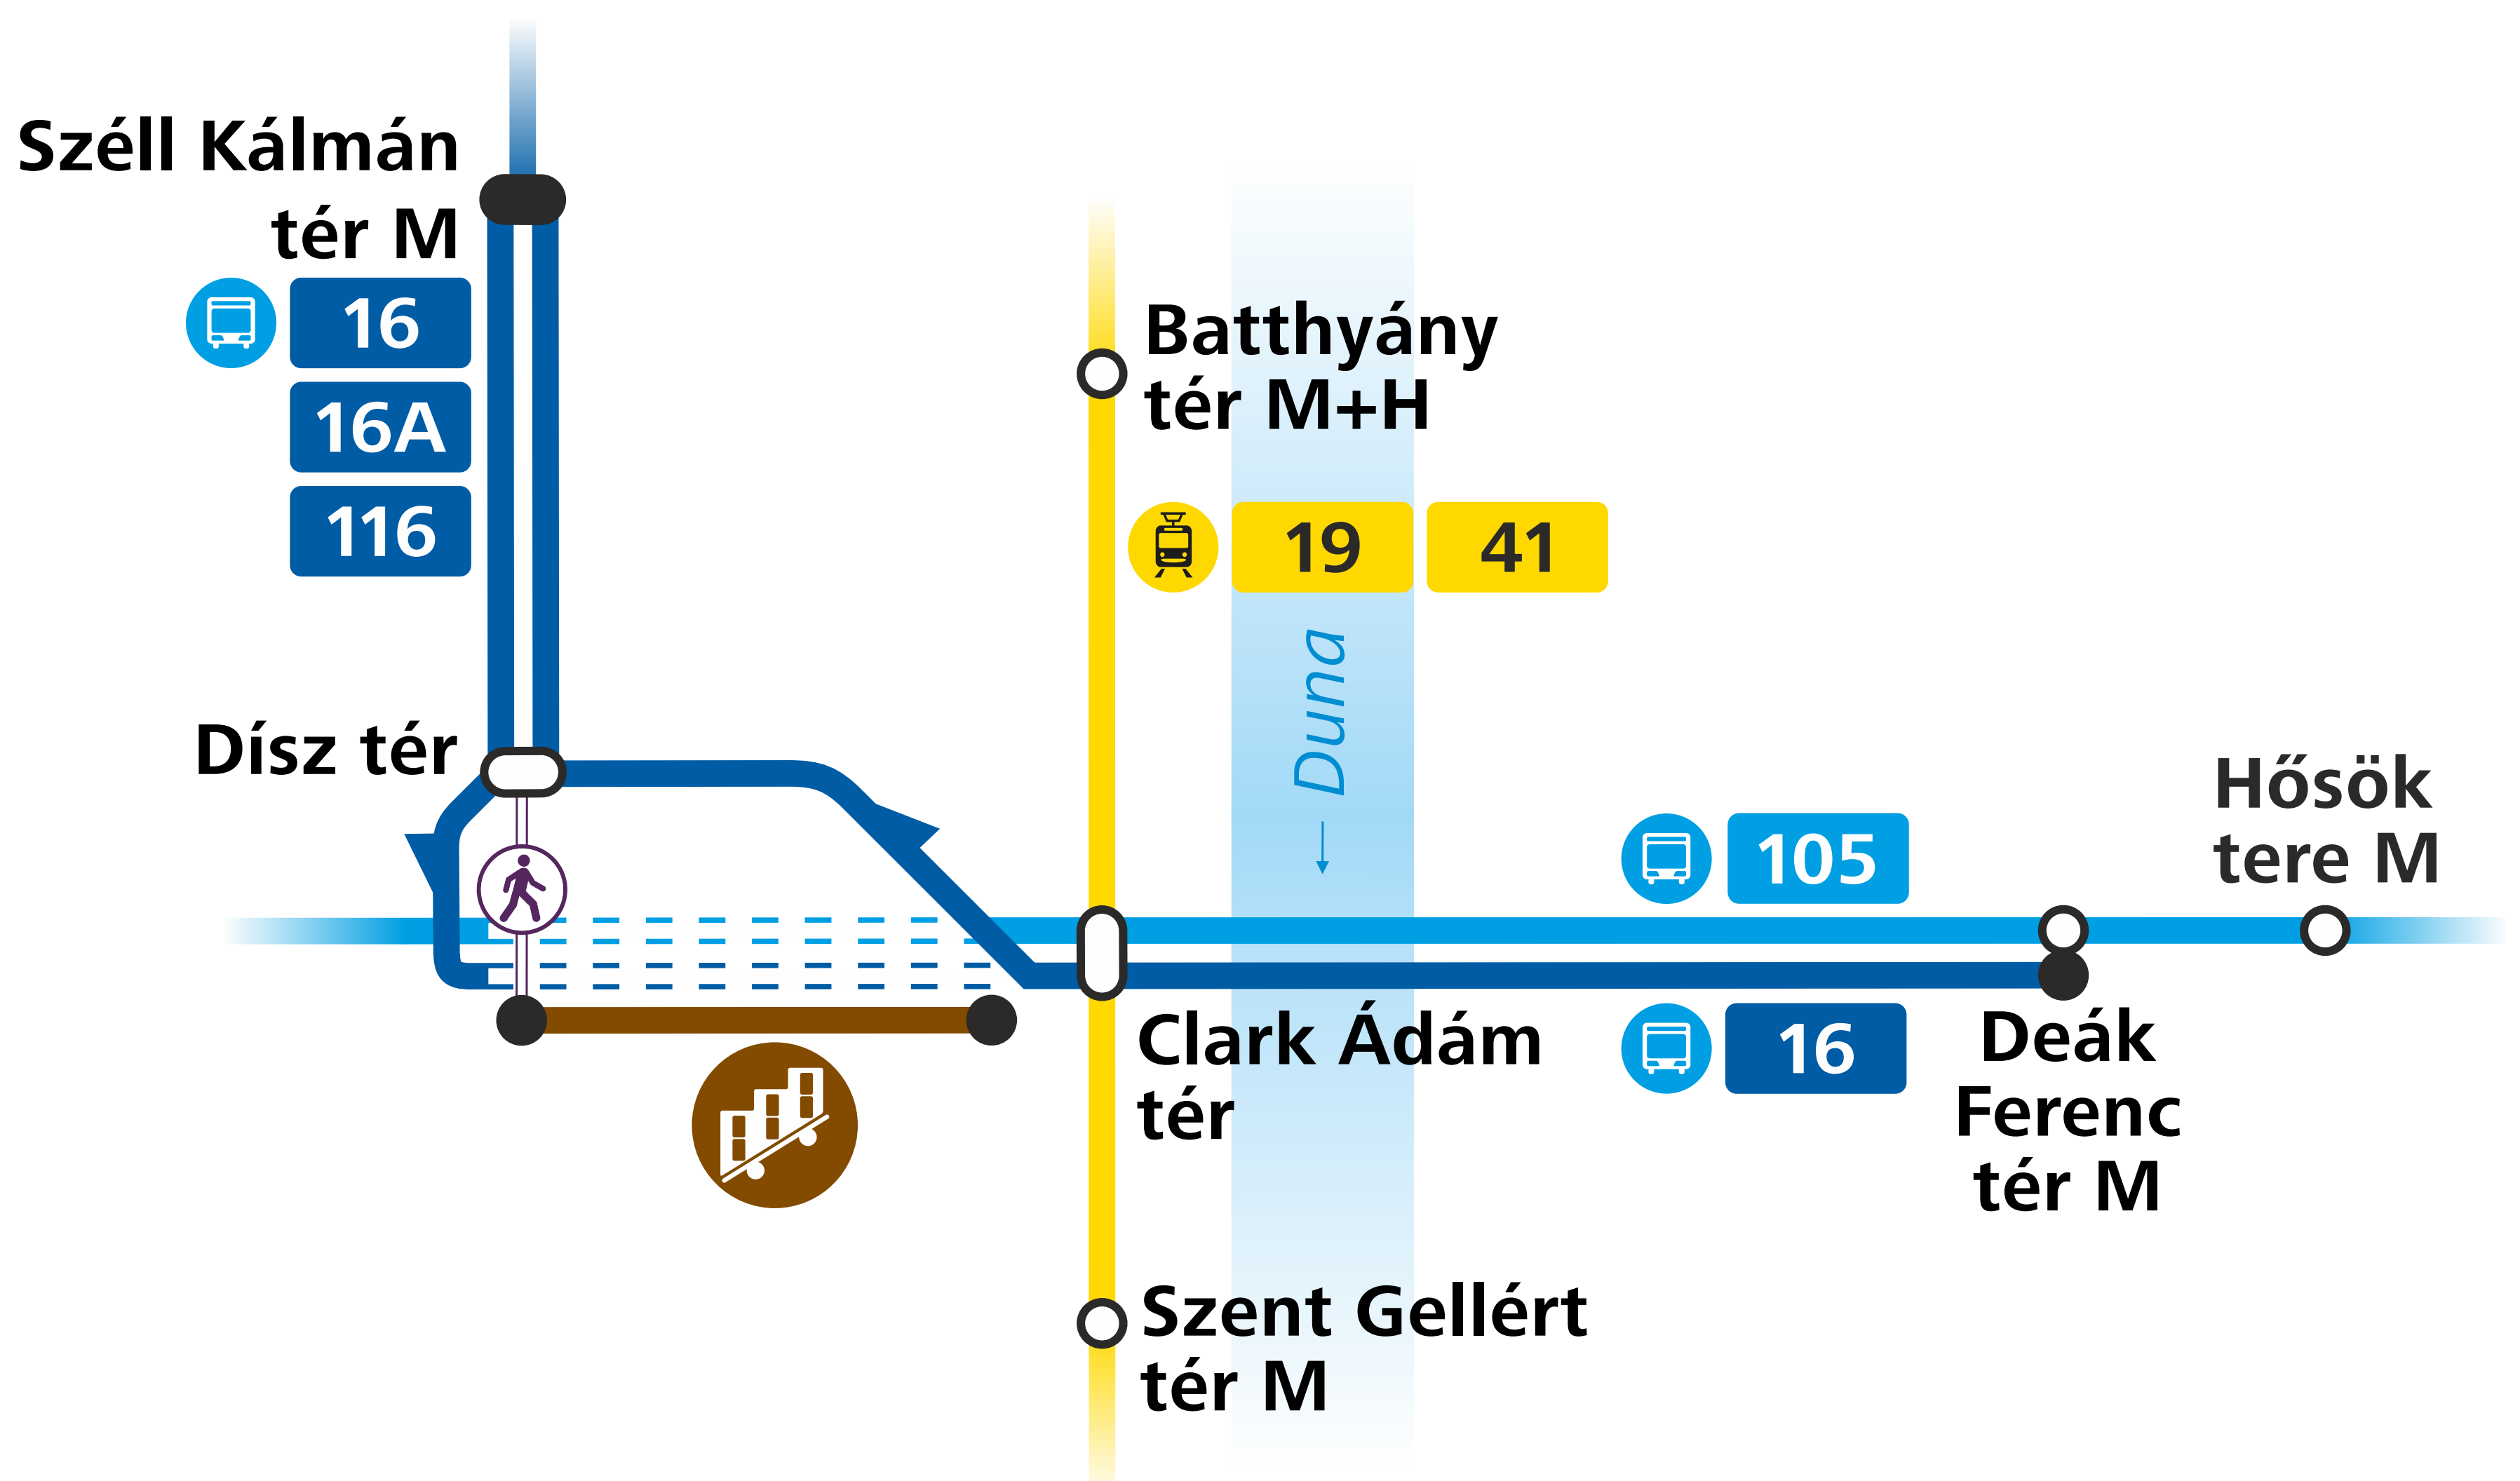 Széll Kálmán
tér M
16
16A
116
Batthyány
tér M+H
19
41
Duna
Dísz tér
105
Hősök
tere M
Clark Ádám
tér
16
Deák
Ferenc
tér M
Szent Gellért
tér M